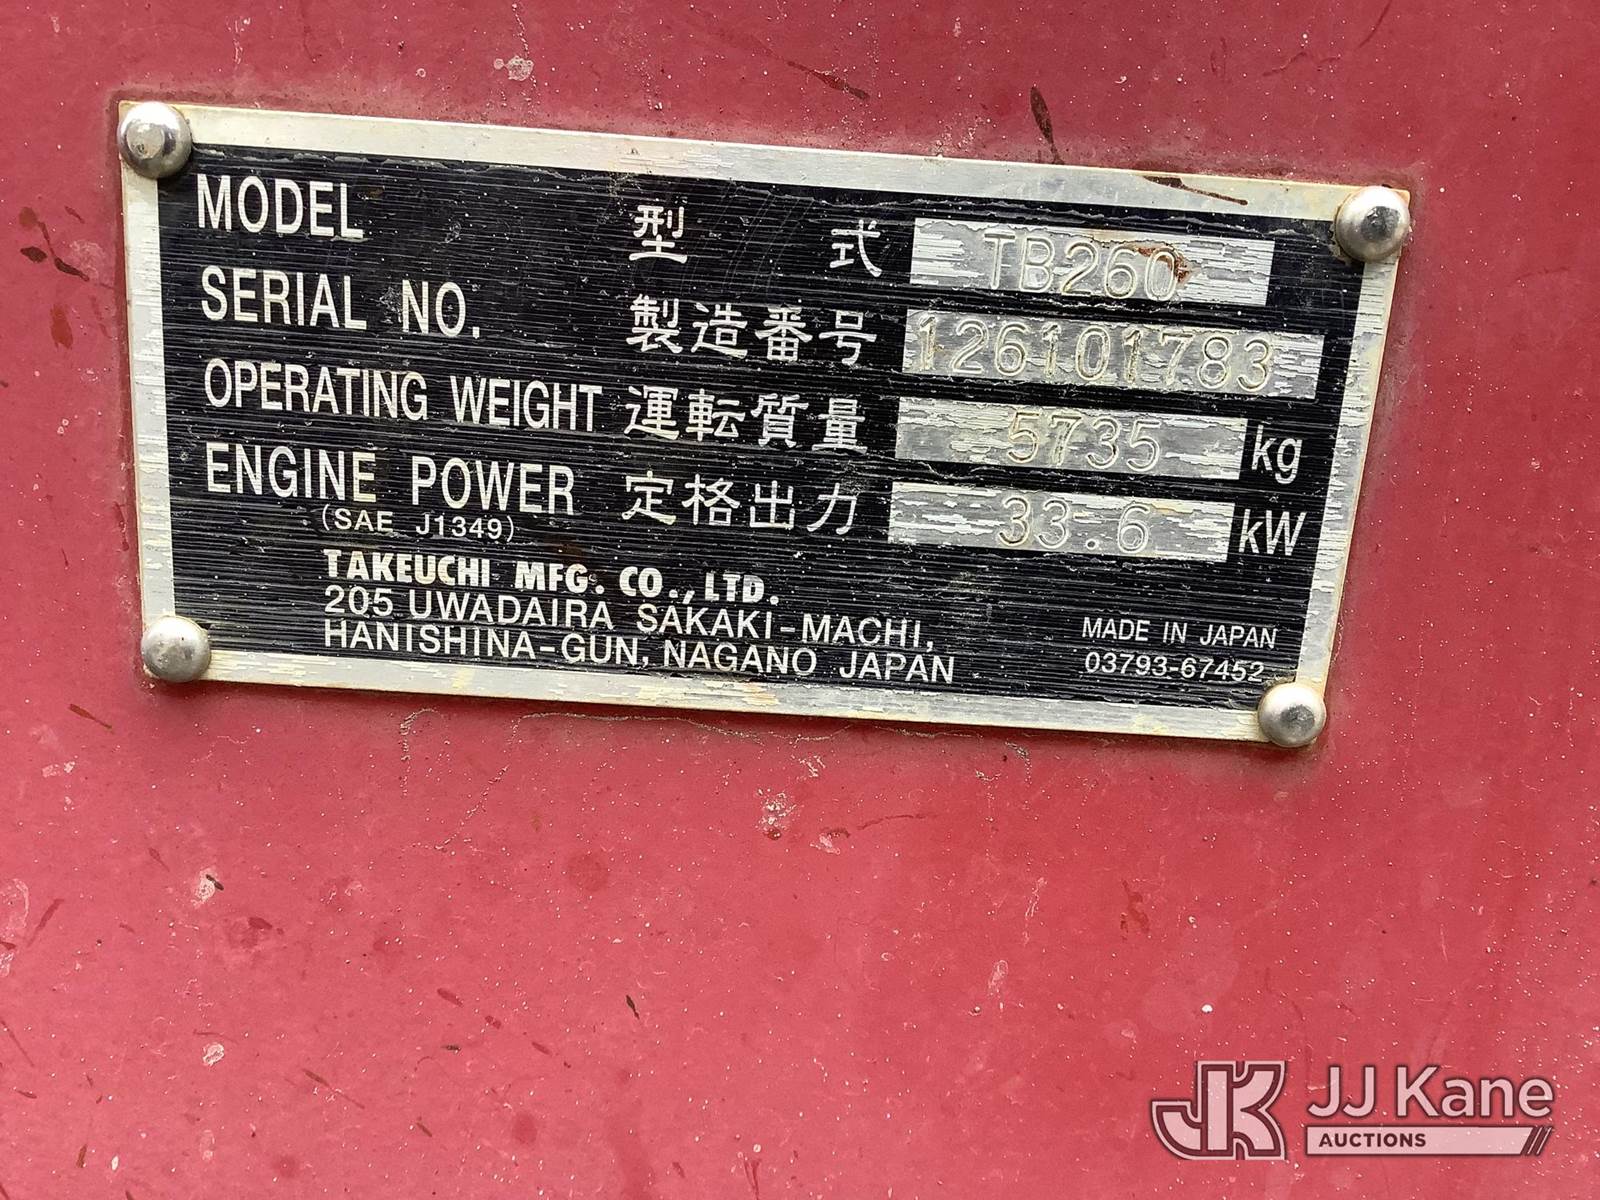 MODEL 型 式 TB260
SERIAL NO. 製造番号 126101783
OPERATING WEIGHT 運転質量 5735 kg
ENGINE POWER 定格出力 33.6 kW
(SAE J1349)
TAKEUCHI MFG. CO., LTD.
205 UWADAIRA SAKAKI-MACHI,
HANISHINA-GUN, NAGANO JAPAN
MADE IN JAPAN
03793-67452
JK JJ Kane
AUCTIONS